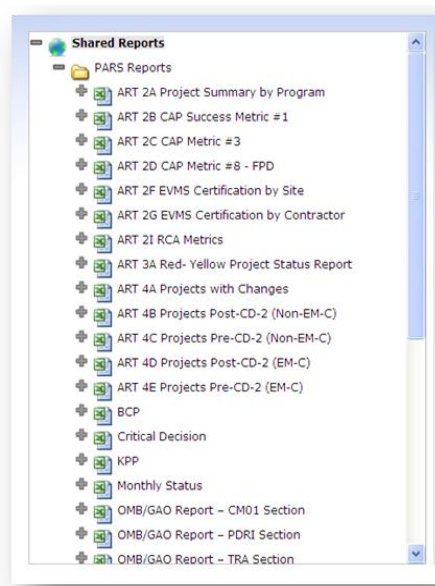 Shared Reports
PARS Reports
ART 2A Project Summary by Program
ART 2B CAP Success Metric #1
ART 2C CAP Metric #3
ART 2D CAP Metric #8 - FPD
ART 2F EVMS Certification by Site
ART 2G EVMS Certification by Contractor
ART 2I RCA Metrics
ART 3A Red- Yellow Project Status Report
ART 4A Projects with Changes
ART 4B Projects Post-CD-2 (Non-EM-C)
ART 4C Projects Pre-CD-2 (Non-EM-C)
ART 4D Projects Post-CD-2 (EM-C)
ART 4E Projects Pre-CD-2 (EM-C)
BCP
Critical Decision
KPP
Monthly Status
OMB/GAO Report – CM01 Section
OMB/GAO Report – PDRI Section
OMB/GAO Report – TRA Section